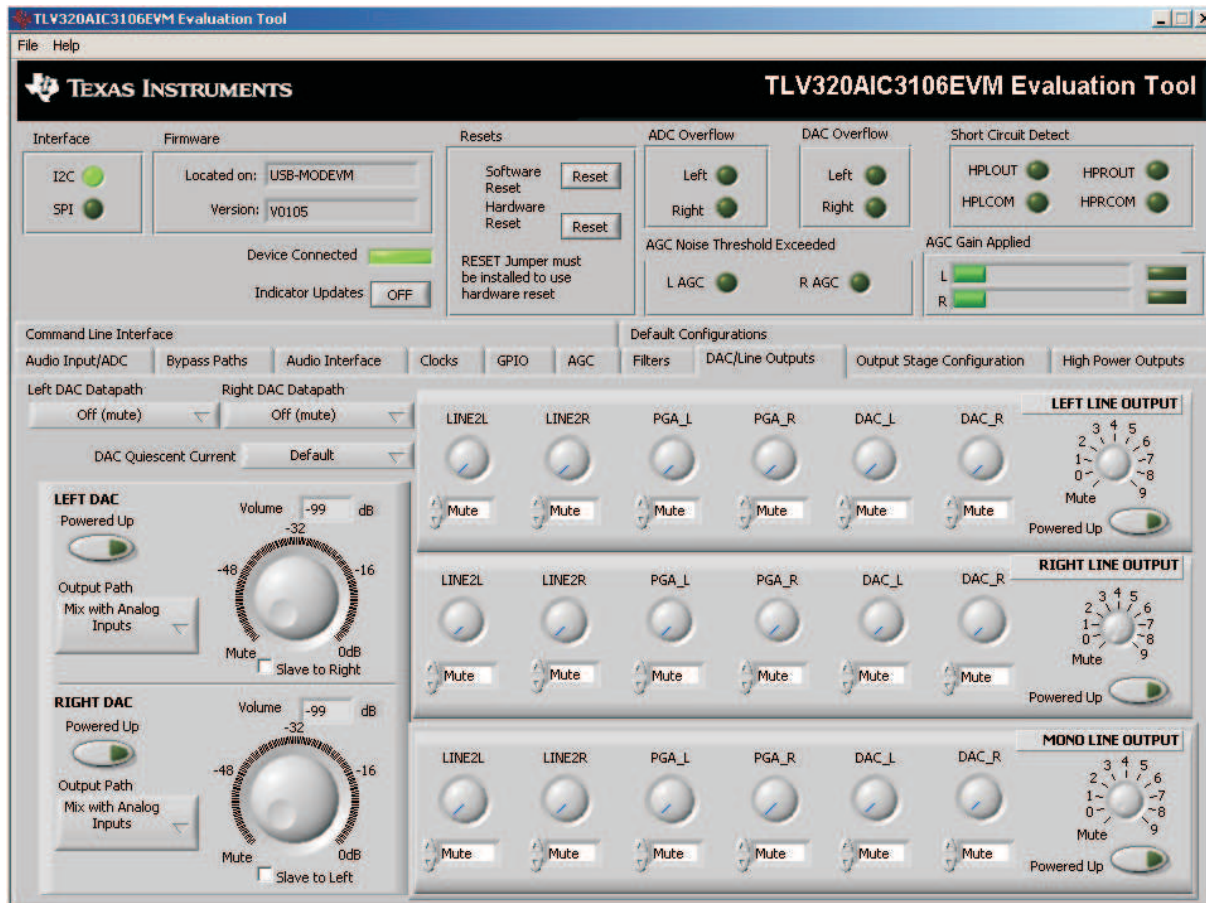 TLV320AIC3106EVM Evaluation Tool
File Help
TEXAS INSTRUMENTS
TLV320AIC3106EVM Evaluation Tool
Interface
I2C
SPI
Firmware
Located on: USB-MODEVM
Version: V0105
Device Connected
Indicator Updates OFF
Resets
Software Reset Reset
Hardware Reset Reset
RESET Jumper must
be installed to use
hardware reset
ADC Overflow
Left
Right
DAC Overflow
Left
Right
Short Circuit Detect
HPLOUT HPROUT
HPLCOM HPRCOM
AGC Noise Threshold Exceeded
L AGC R AGC
AGC Gain Applied
L
R
Command Line Interface Default Configurations
Audio Input/ADC Bypass Paths Audio Interface Clocks GPIO AGC Filters DAC/Line Outputs Output Stage Configuration High Power Outputs
Left DAC Datapath Right DAC Datapath
Off (mute) Off (mute)
DAC Quiescent Current Default
LEFT DAC
Powered Up
Output Path
Mix with Analog
Inputs
Volume -99 dB
-32
-48 -16
Mute 0dB
Slave to Right
RIGHT DAC
Powered Up
Output Path
Mix with Analog
Inputs
Volume -99 dB
-32
-48 -16
Mute 0dB
Slave to Left
LEFT LINE OUTPUT
LINE2L LINE2R PGA_L PGA_R DAC_L DAC_R
Mute Mute Mute Mute Mute Mute
3 4 5
2 6
1 7
0 8
Mute 9
Powered Up
RIGHT LINE OUTPUT
LINE2L LINE2R PGA_L PGA_R DAC_L DAC_R
Mute Mute Mute Mute Mute Mute
3 4 5
2 6
1 7
0 8
Mute 9
Powered Up
MONO LINE OUTPUT
LINE2L LINE2R PGA_L PGA_R DAC_L DAC_R
Mute Mute Mute Mute Mute Mute
3 4 5
2 6
1 7
0 8
Mute 9
Powered Up